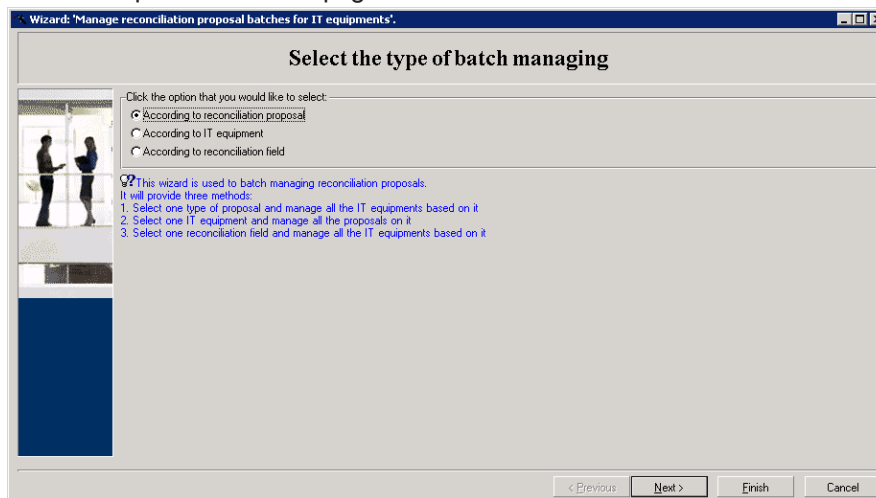 Wizard: 'Manage reconciliation proposal batches for IT equipments'.
Select the type of batch managing
Click the option that you would like to select:
According to reconciliation proposal
According to IT equipment
According to reconciliation field
This wizard is used to batch managing reconciliation proposals.
It will provide three methods:
1. Select one type of proposal and manage all the IT equipments based on it
2. Select one IT equipment and manage all the proposals on it
3. Select one reconciliation field and manage all the IT equipments based on it
< Previous Next > Finish Cancel